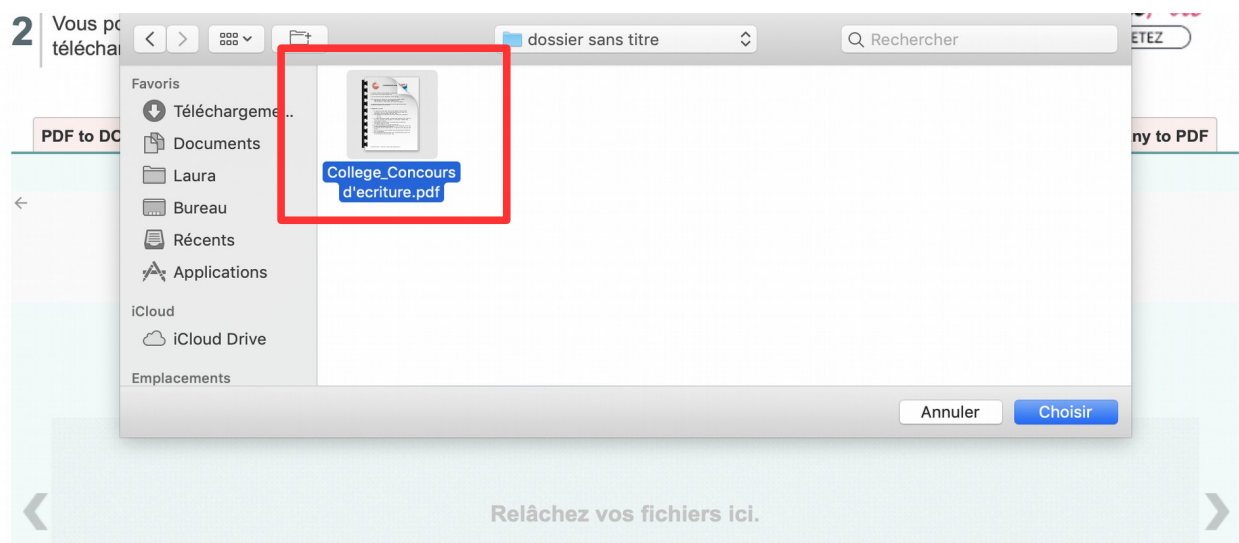 2
Vous po
téléchar
dossier sans titre
Rechercher
ETEZ
Favoris
Téléchargeme...
Documents
Laura
Bureau
Récents
Applications
iCloud
iCloud Drive
Emplacements
College_Concours
d'ecriture.pdf
PDF to DO
ny to PDF
Annuler
Choisir
Relâchez vos fichiers ici.